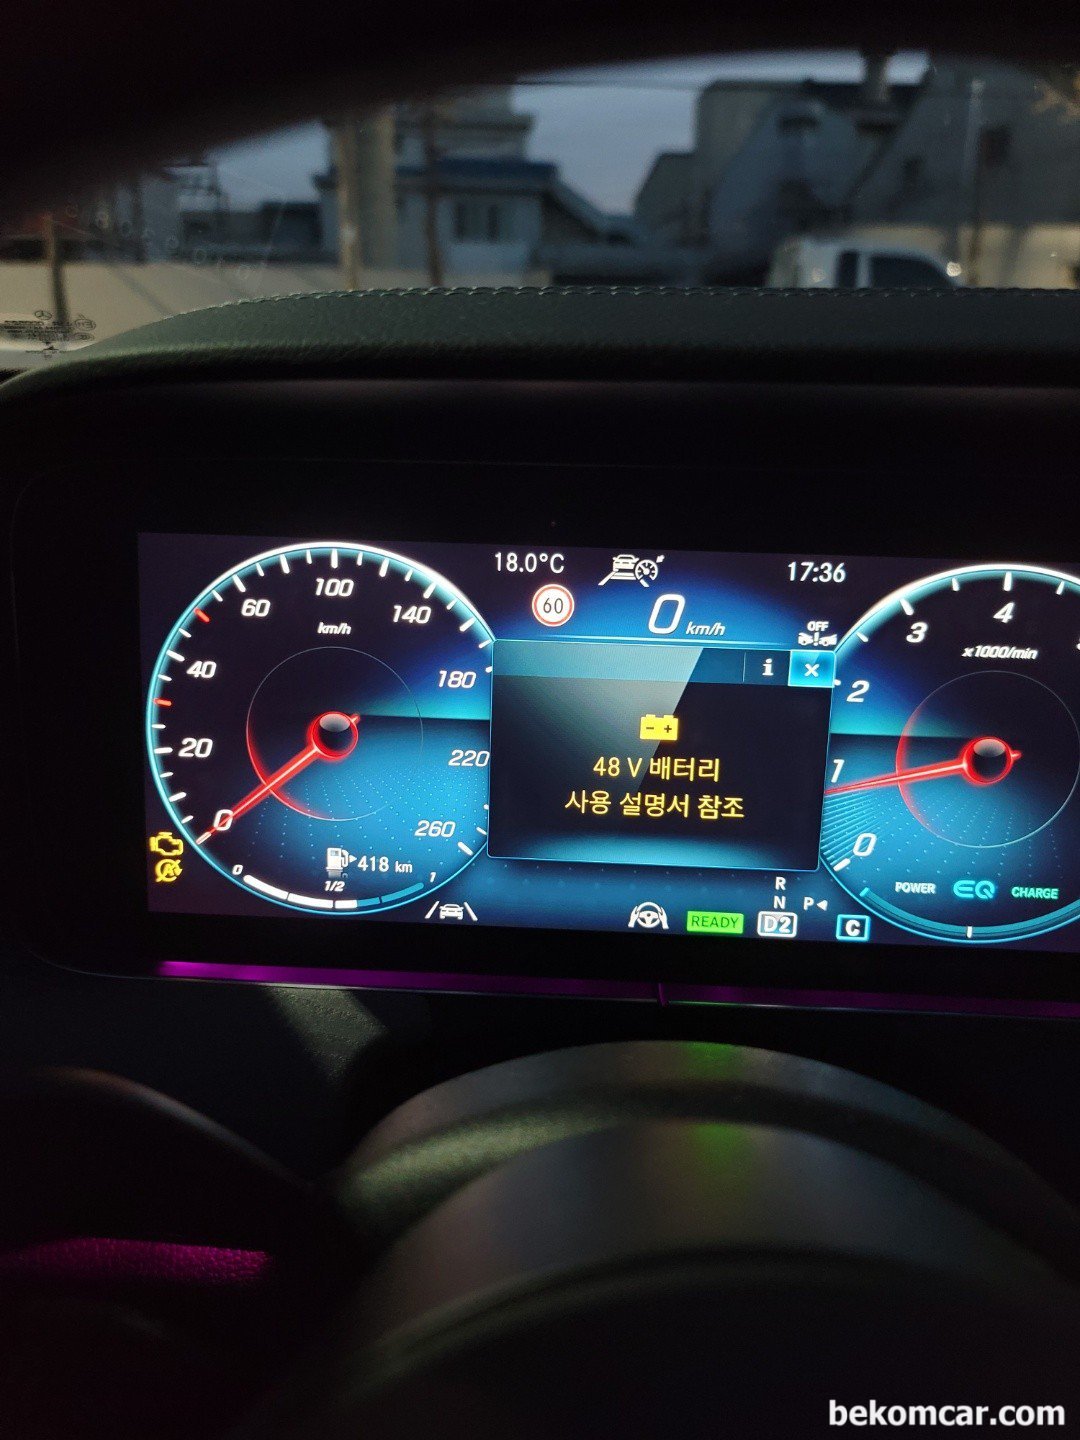 18.0°C
17:36
60
0 km/h
OFF
100
60
140
km/h
40
180
20
220
0
260
418 km
0
1/2
1
i
×
48 V 배터리
사용 설명서 참조
4
3
x1000/min
2
1
0
POWER
EQ
CHARGE
R
N
P
D2
READY
C
bekomcar.com